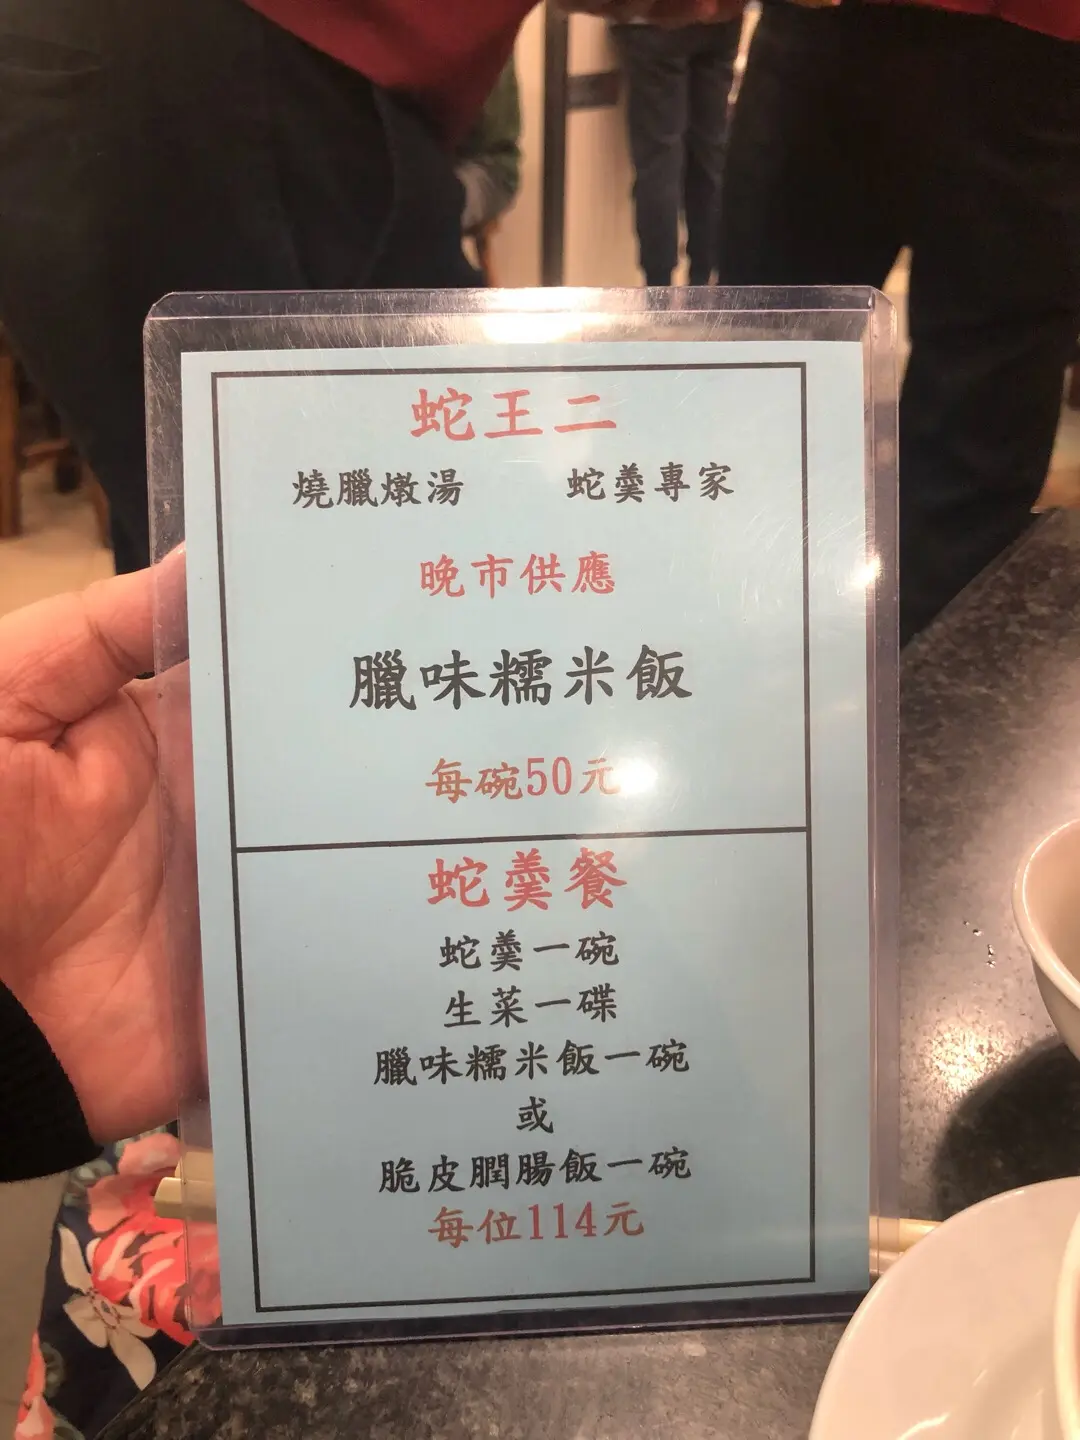 蛇王二
燒臘燉湯 蛇羹專家
晚市供應
臘味糯米飯
每碗50元
蛇羹餐
蛇羹一碗
生菜一碟
臘味糯米飯一碗
或
脆皮膶腸飯一碗
每位114元